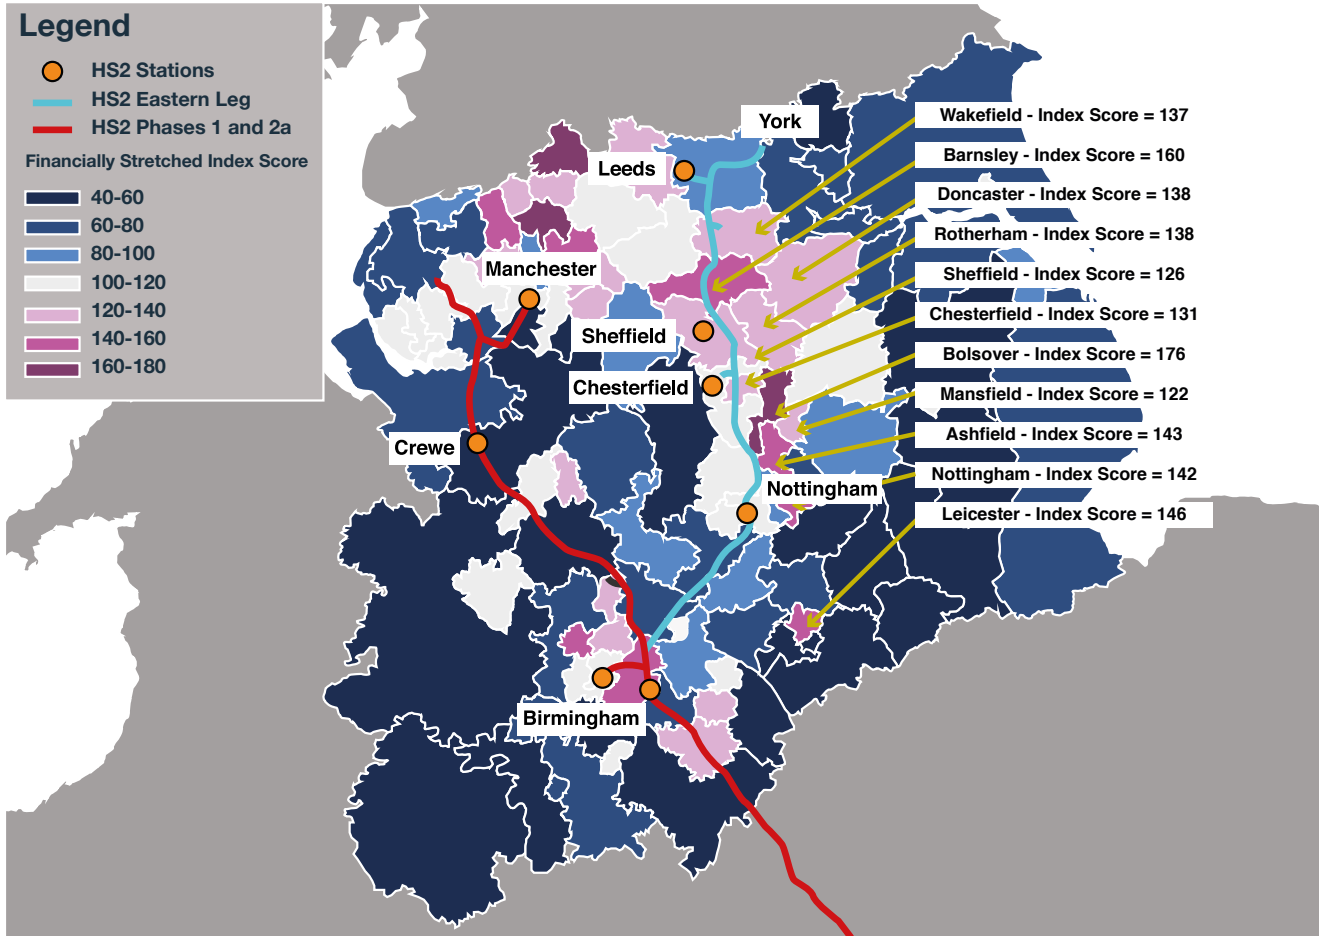 Legend
HS2 Stations
HS2 Eastern Leg
HS2 Phases 1 and 2a
Financially Stretched Index Score
40-60
60-80
80-100
100-120
120-140
140-160
160-180
York
Leeds
Manchester
Sheffield
Chesterfield
Crewe
Nottingham
Birmingham
Wakefield - Index Score = 137
Barnsley - Index Score = 160
Doncaster - Index Score = 138
Rotherham - Index Score = 138
Sheffield - Index Score = 126
Chesterfield - Index Score = 131
Bolsover - Index Score = 176
Mansfield - Index Score = 122
Ashfield - Index Score = 143
Nottingham - Index Score = 142
Leicester - Index Score = 146